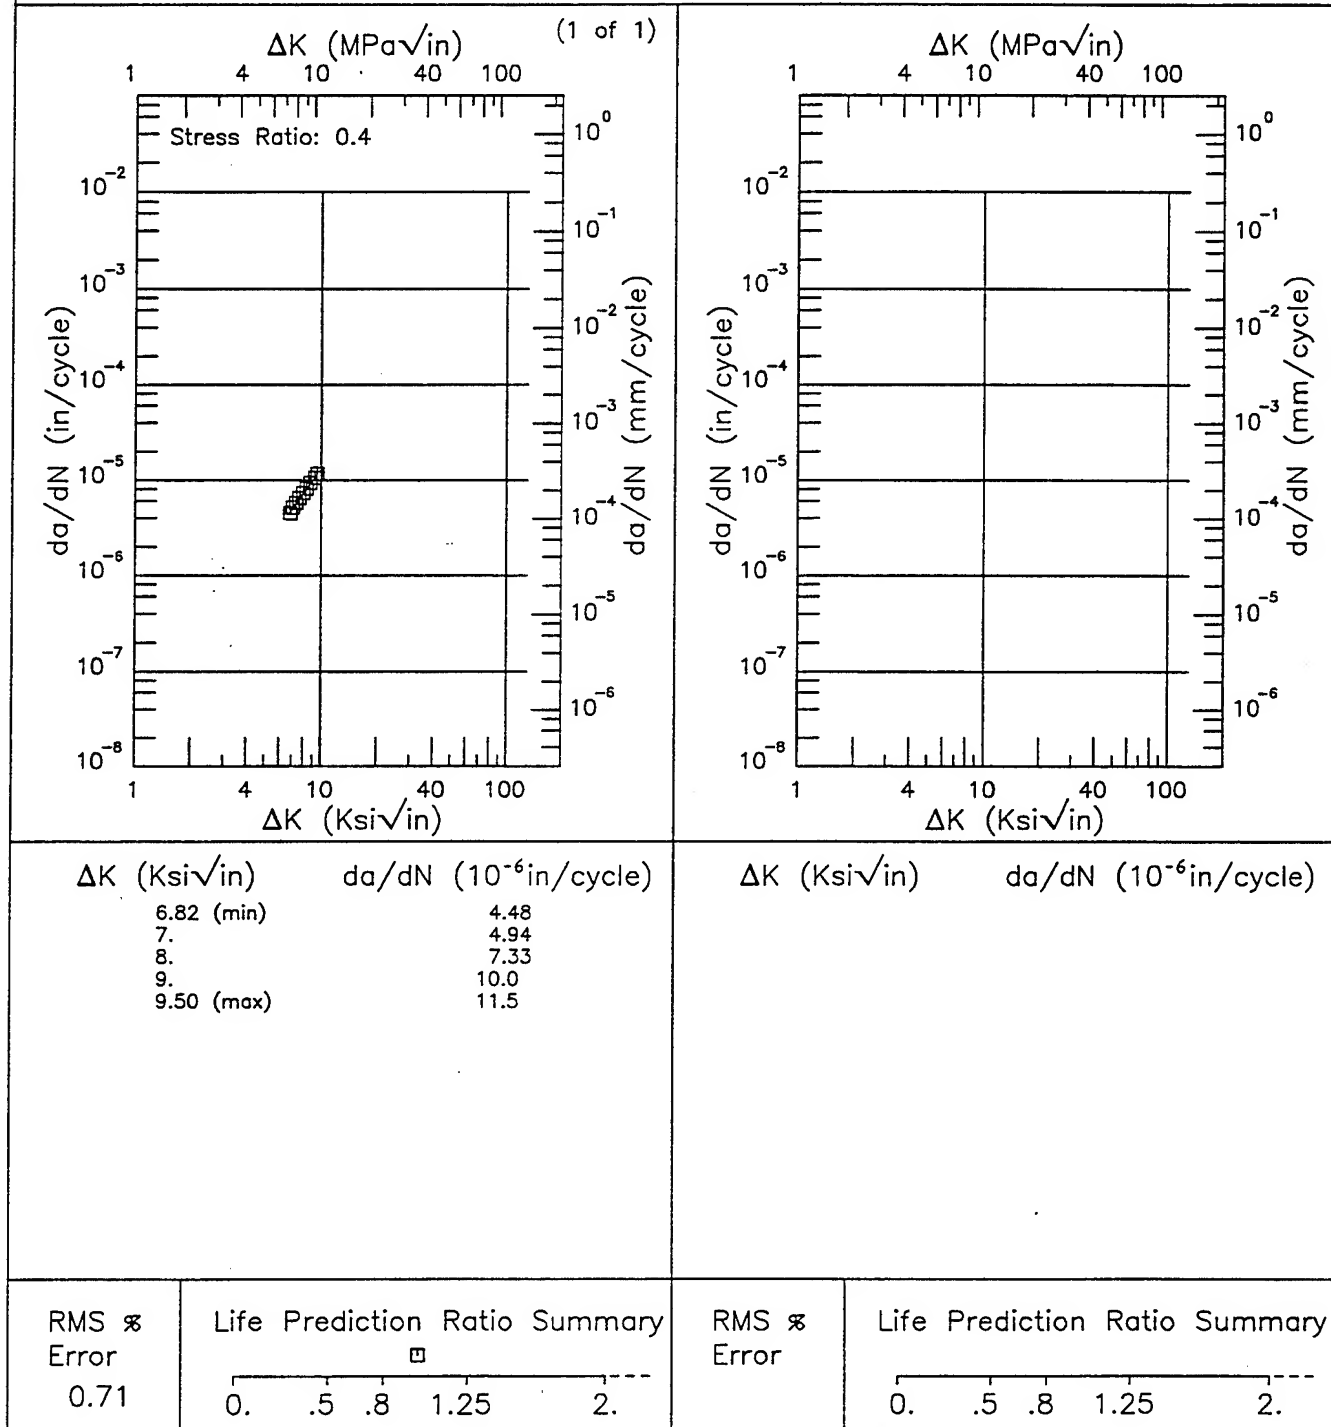 (1 of 1)
ΔK (MPa√in)
1 4 10 40 100
Stress Ratio: 0.4
10⁰
10⁻²
10⁻¹
10⁻³
10⁻²
10⁻⁴
10⁻³
10⁻⁵
10⁻⁴
10⁻⁶
10⁻⁵
10⁻⁷
10⁻⁶
10⁻⁸
da/dN (in/cycle)
da/dN (mm/cycle)
1 4 10 40 100
ΔK (Ksi√in)
ΔK (MPa√in)
1 4 10 40 100
10⁰
10⁻²
10⁻¹
10⁻³
10⁻²
10⁻⁴
10⁻³
10⁻⁵
10⁻⁴
10⁻⁶
10⁻⁵
10⁻⁷
10⁻⁶
10⁻⁸
da/dN (in/cycle)
da/dN (mm/cycle)
1 4 10 40 100
ΔK (Ksi√in)
ΔK (Ksi√in) da/dN (10⁻⁶in/cycle)
6.82 (min) 4.48
7. 4.94
8. 7.33
9. 10.0
9.50 (max) 11.5
ΔK (Ksi√in) da/dN (10⁻⁶in/cycle)
RMS %
Error
0.71
Life Prediction Ratio Summary
0. .5 .8 1.25 2.
RMS %
Error
Life Prediction Ratio Summary
0. .5 .8 1.25 2.